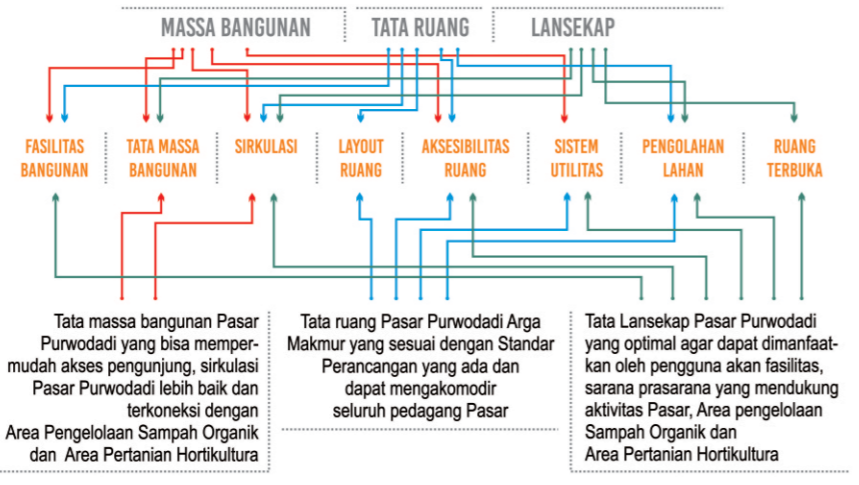 MASSA BANGUNAN
TATA RUANG
LANSEKAP
FASILITAS
BANGUNAN
TATA MASSA
BANGUNAN
SIRKULASI
LAYOUT
RUANG
AKSESIBILITAS
RUANG
SISTEM
UTILITAS
PENGOLAHAN
LAHAN
RUANG
TERBUKA
Tata massa bangunan Pasar
Purwodadi yang bisa memper-
mudah akses pengunjung, sirkulasi
Pasar Purwodadi lebih baik dan
terkoneksi dengan
Area Pengelolaan Sampah Organik
dan Area Pertanian Hortikultura
Tata ruang Pasar Purwodadi Arga
Makmur yang sesuai dengan Standar
Perancangan yang ada dan
dapat mengakomodir
seluruh pedagang Pasar
Tata Lansekap Pasar Purwodadi
yang optimal agar dapat dimanfaat-
kan oleh pengguna akan fasilitas,
sarana prasarana yang mendukung
aktivitas Pasar, Area pengelolaan
Sampah Organik dan
Area Pertanian Hortikultura